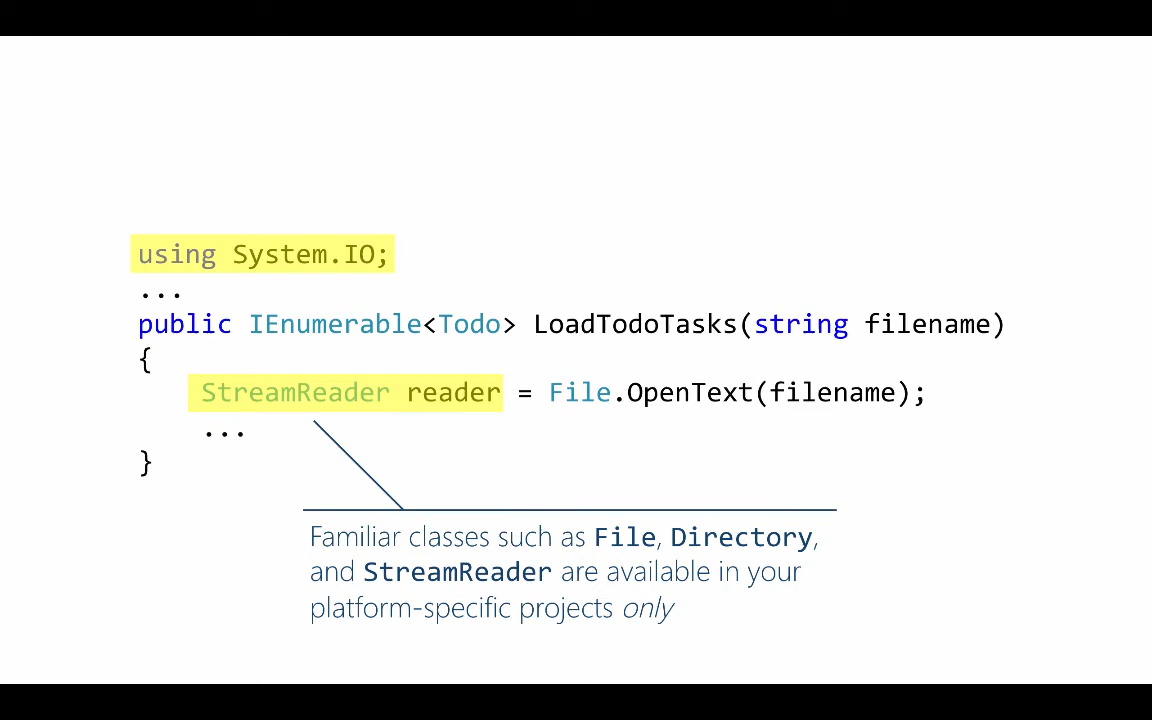 using System.IO;
...
public IEnumerable<Todo> LoadTodoTasks(string filename)
{
StreamReader reader = File.OpenText(filename);
...
}
Familiar classes such as File, Directory,
and StreamReader are available in your
platform-specific projects only